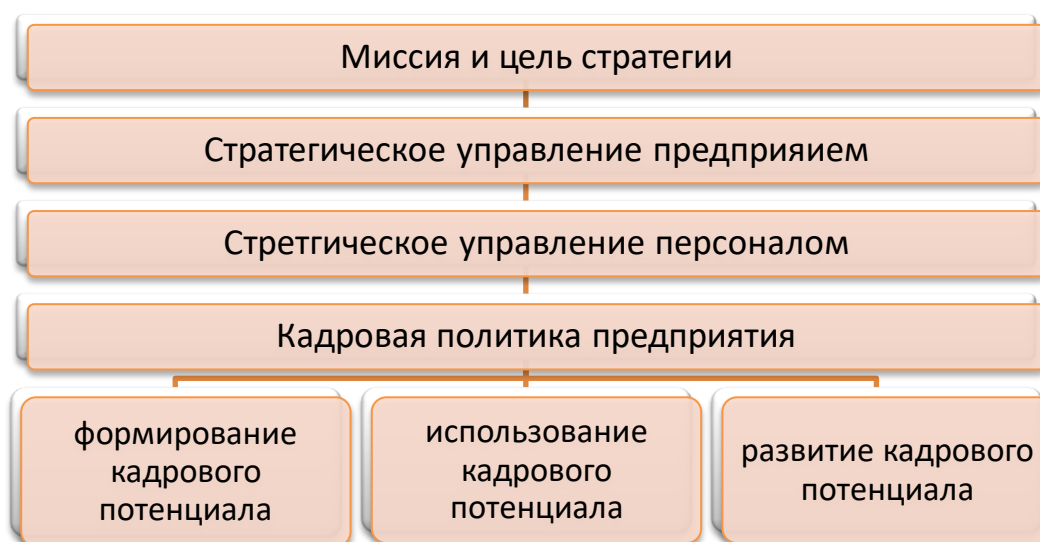 Миссия и цель стратегии
Стратегическое управление предприяием
Стретгическое управление персоналом
Кадровая политика предприятия
формирование
кадрового
потенциала
использование
кадрового
потенциала
развитие кадрового
потенциала